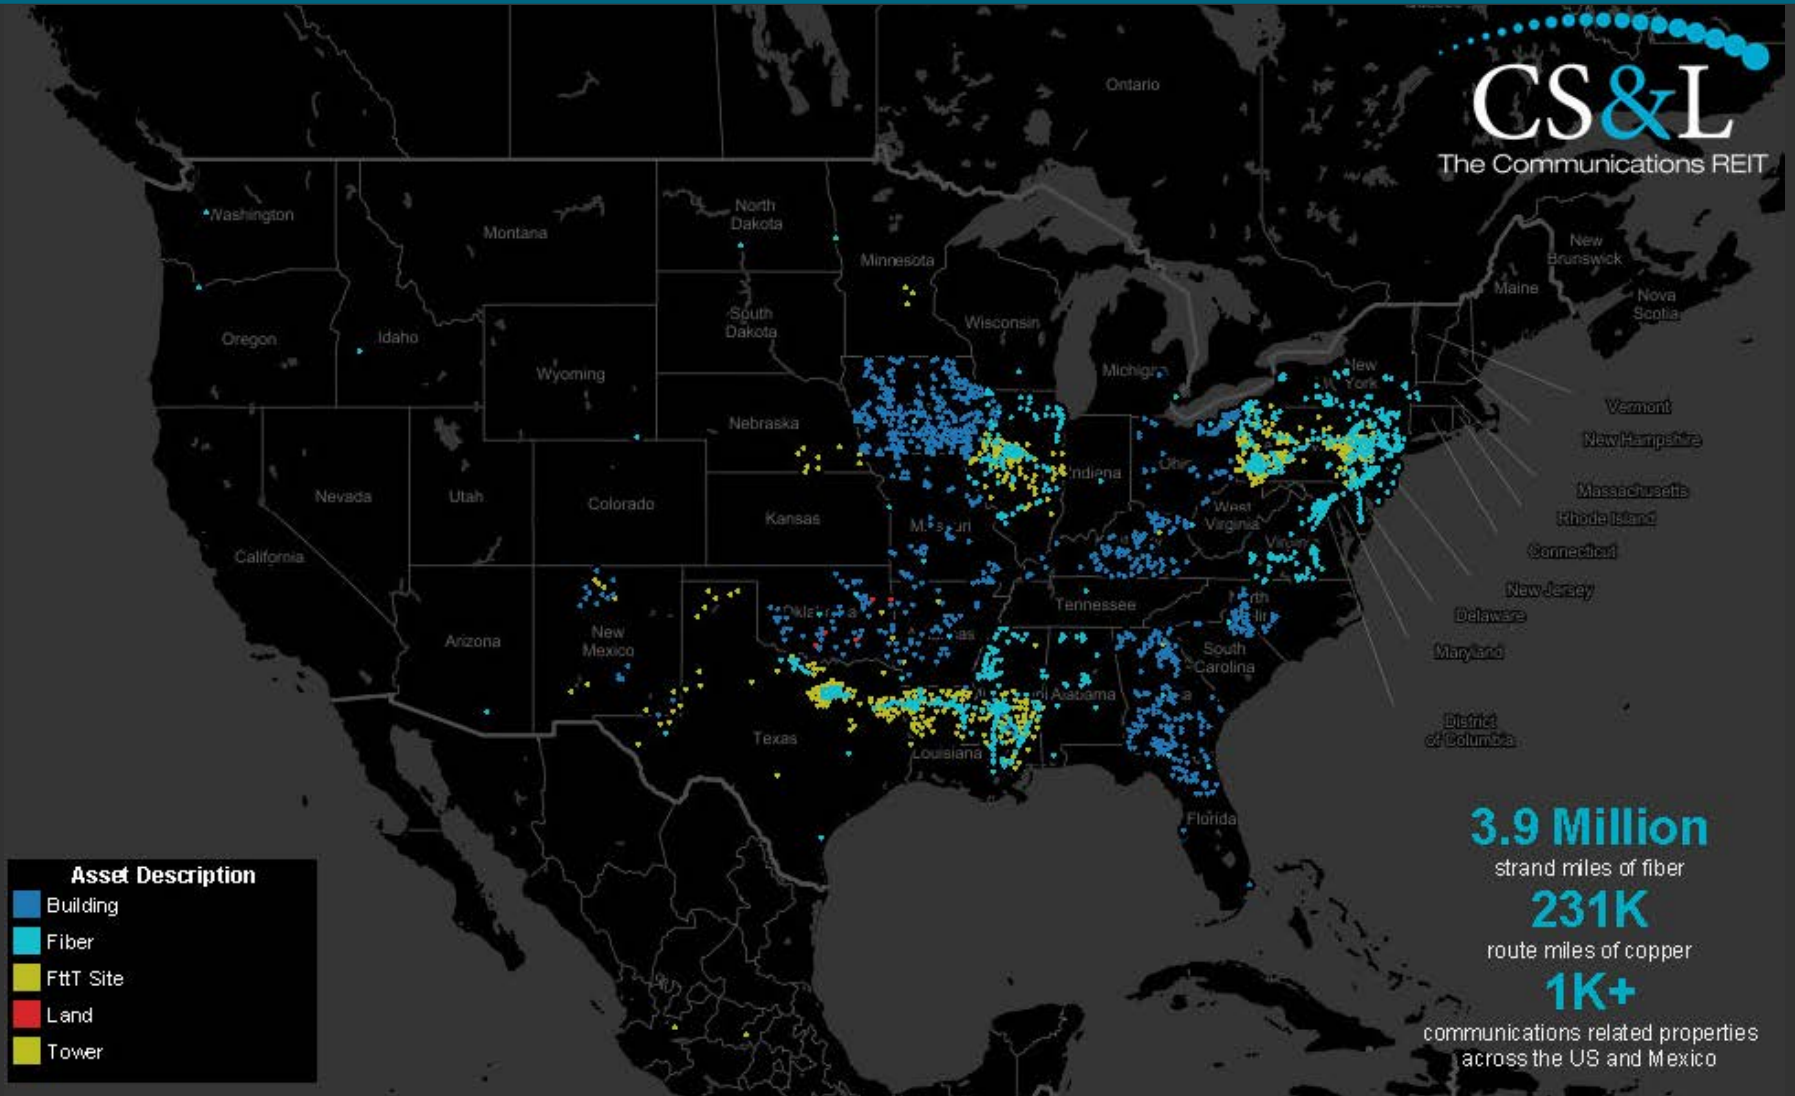 Ontario
CS&L
The Communications REIT
Washington
Montana
North
Dakota
Minnesota
New
Brunswick
Maine
Nova
Scotia
Oregon
Idaho
South
Dakota
Wisconsin
Wyoming
Michigan
New
York
Nebraska
Vermont
New Hampshire
Nevada
Utah
Colorado
Kansas
Missouri
Indiana
Ohio
West
Virginia
Virginia
Massachusetts
Rhode Island
Connecticut
California
New Jersey
Delaware
Maryland
Arizona
New
Mexico
Oklahoma
Tennessee
South
Carolina
Alabama
Texas
Louisiana
District
of Columbia
Florida
3.9 Million
strand miles of fiber
231K
route miles of copper
1K+
communications related properties
across the US and Mexico
Asset Description
Building
Fiber
FttT Site
Land
Tower